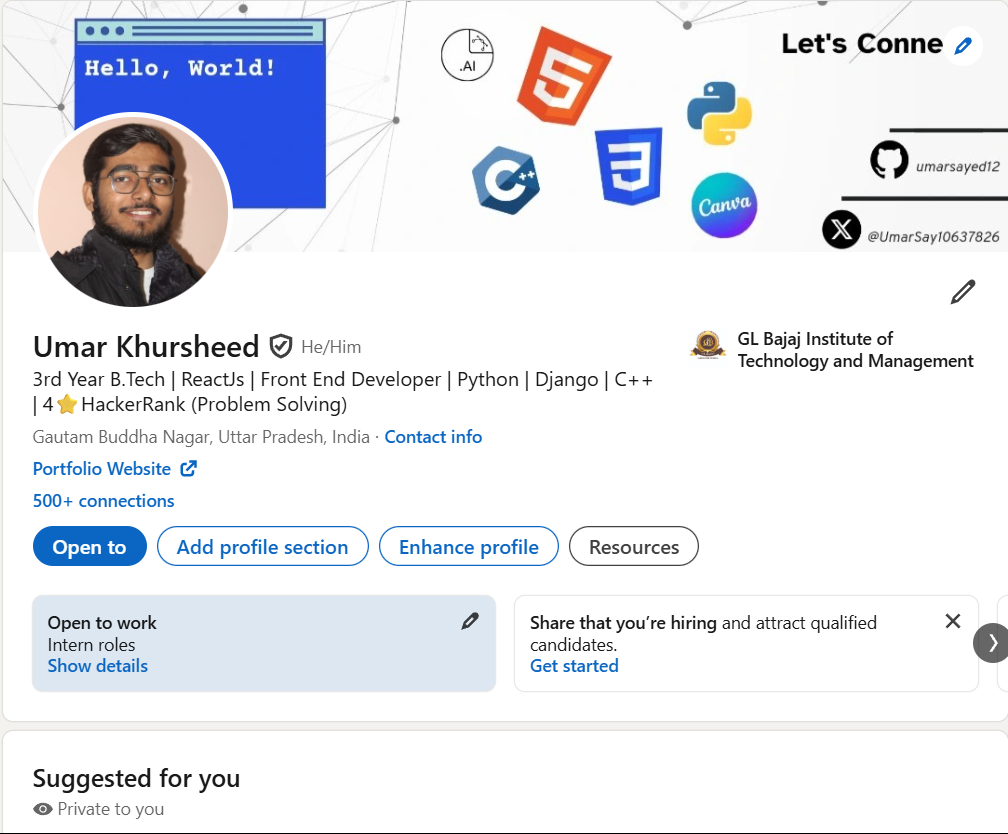 Hello, World!
.AI
Let's Conne
5
3
C++
Canva
umarsayed12
X
@UmarSay10637826
Umar Khursheed He/Him
3rd Year B.Tech | ReactJs | Front End Developer | Python | Django | C++
| 4⭐HackerRank (Problem Solving)
GL Bajaj Institute of
Technology and Management
Gautam Buddha Nagar, Uttar Pradesh, India · Contact info
Portfolio Website
500+ connections
Open to
Add profile section
Enhance profile
Resources
Open to work
Intern roles
Show details
Share that you’re hiring and attract qualified
candidates.
Get started
Suggested for you
Private to you